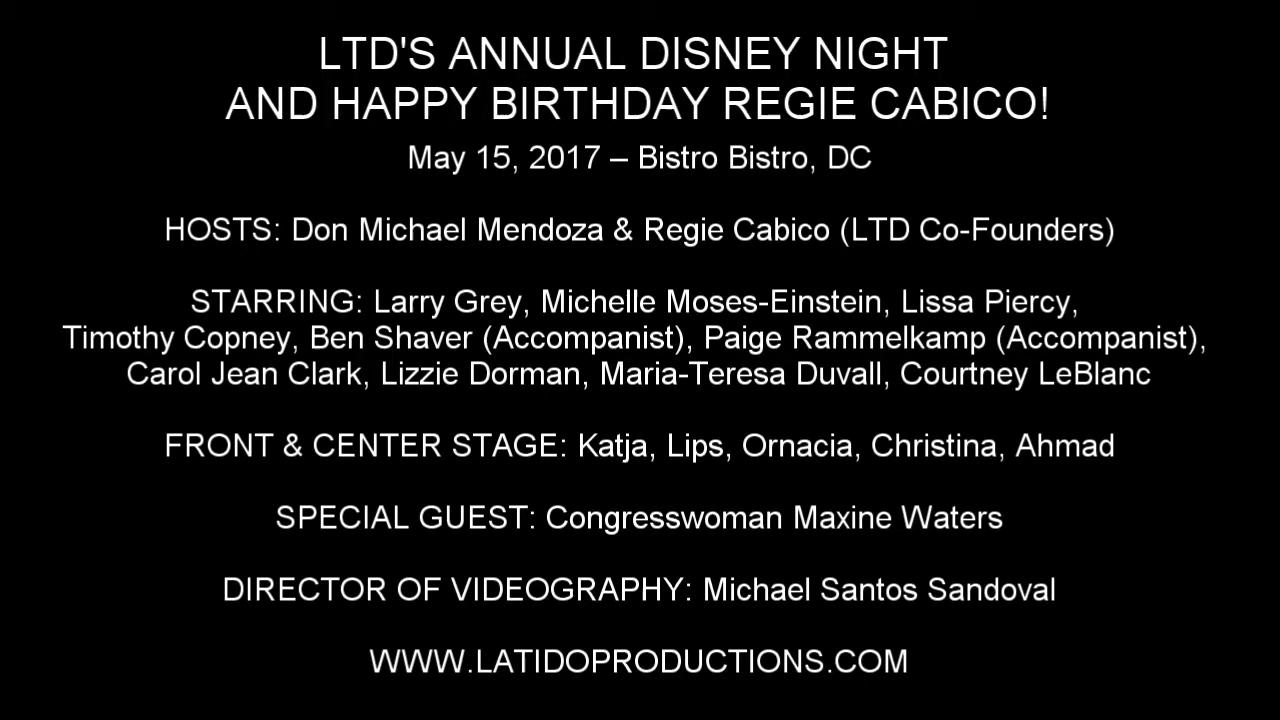 LTD'S ANNUAL DISNEY NIGHT
AND HAPPY BIRTHDAY REGIE CABICO!
May 15, 2017 – Bistro Bistro, DC
HOSTS: Don Michael Mendoza & Regie Cabico (LTD Co-Founders)
STARRING: Larry Grey, Michelle Moses-Einstein, Lissa Piercy,
Timothy Copney, Ben Shaver (Accompanist), Paige Rammelkamp (Accompanist),
Carol Jean Clark, Lizzie Dorman, Maria-Teresa Duvall, Courtney LeBlanc
FRONT & CENTER STAGE: Katja, Lips, Ornacia, Christina, Ahmad
SPECIAL GUEST: Congresswoman Maxine Waters
DIRECTOR OF VIDEOGRAPHY: Michael Santos Sandoval
WWW.LATIDOPRODUCTIONS.COM